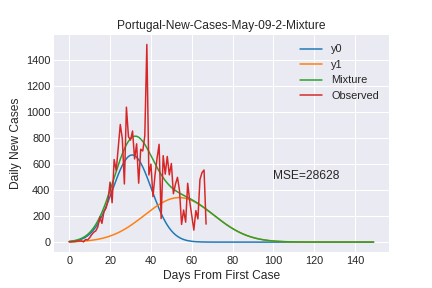 Portugal-New-Cases-May-09-2-Mixture
y0
y1
Mixture
Observed
MSE=28628
Daily New Cases
1400
1200
1000
800
600
400
200
0
0 20 40 60 80 100 120 140
Days From First Case